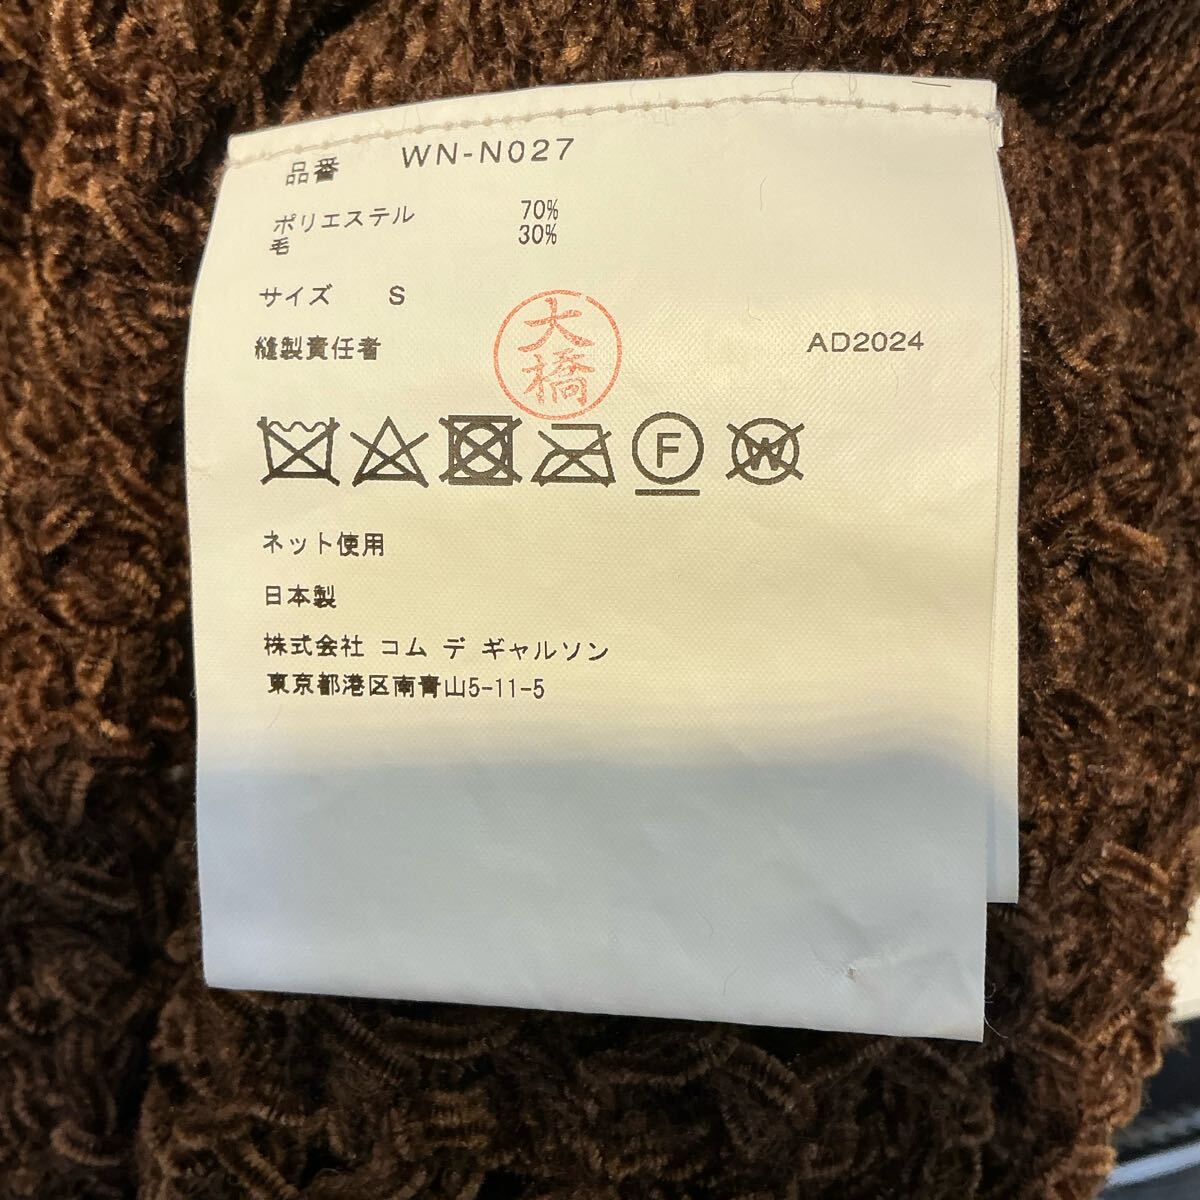 品番 WN-N027
ポリエステル 70%
毛 30%
サイズ S
縫製責任者 大橋 AD2024
F W
ネット使用
日本製
株式会社 コム デ ギャルソン
東京都港区南青山5-11-5